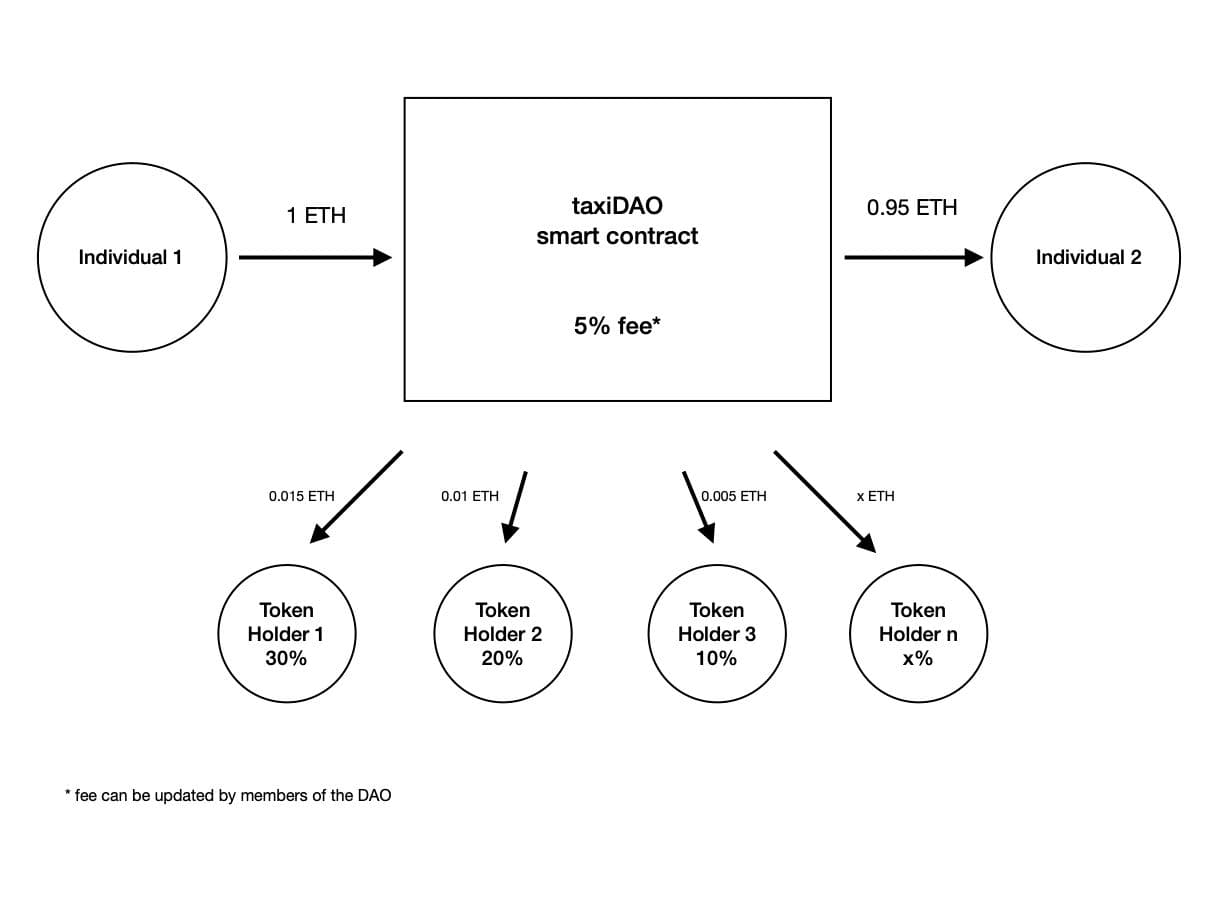 Individual 1
1 ETH
taxiDAO
smart contract
5% fee*
0.95 ETH
Individual 2
0.015 ETH
0.01 ETH
0.005 ETH
x ETH
Token
Holder 1
30%
Token
Holder 2
20%
Token
Holder 3
10%
Token
Holder n
x%
* fee can be updated by members of the DAO